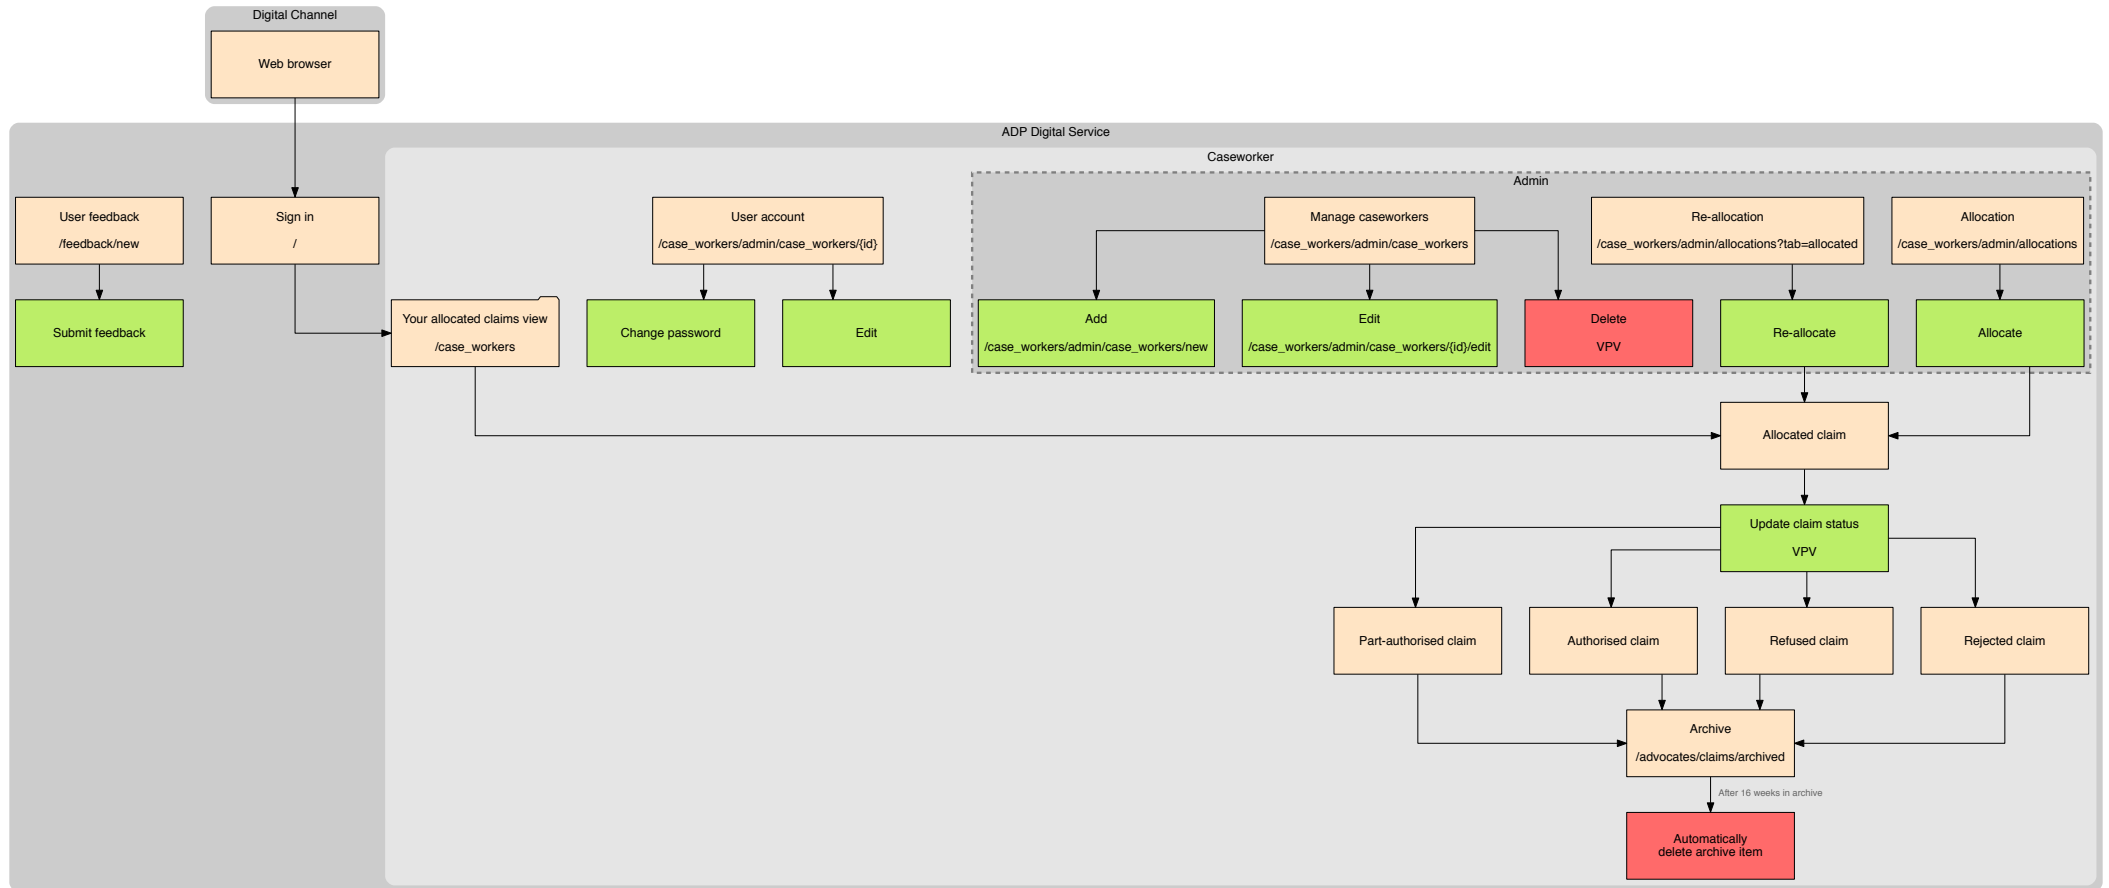 Digital Channel
Web browser
ADP Digital Service
Caseworker
Admin
User feedback
/feedback/new
Sign in
/
User account
/case_workers/admin/case_workers/{id}
Manage caseworkers
/case_workers/admin/case_workers
Re-allocation
/case_workers/admin/allocations?tab=allocated
Allocation
/case_workers/admin/allocations
Submit feedback
Your allocated claims view
/case_workers
Change password
Edit
Add
/case_workers/admin/case_workers/new
Edit
/case_workers/admin/case_workers/{id}/edit
Delete
VPV
Re-allocate
Allocate
Allocated claim
Update claim status
VPV
Part-authorised claim
Authorised claim
Refused claim
Rejected claim
Archive
/advocates/claims/archived
After 16 weeks in archive
Automatically
delete archive item